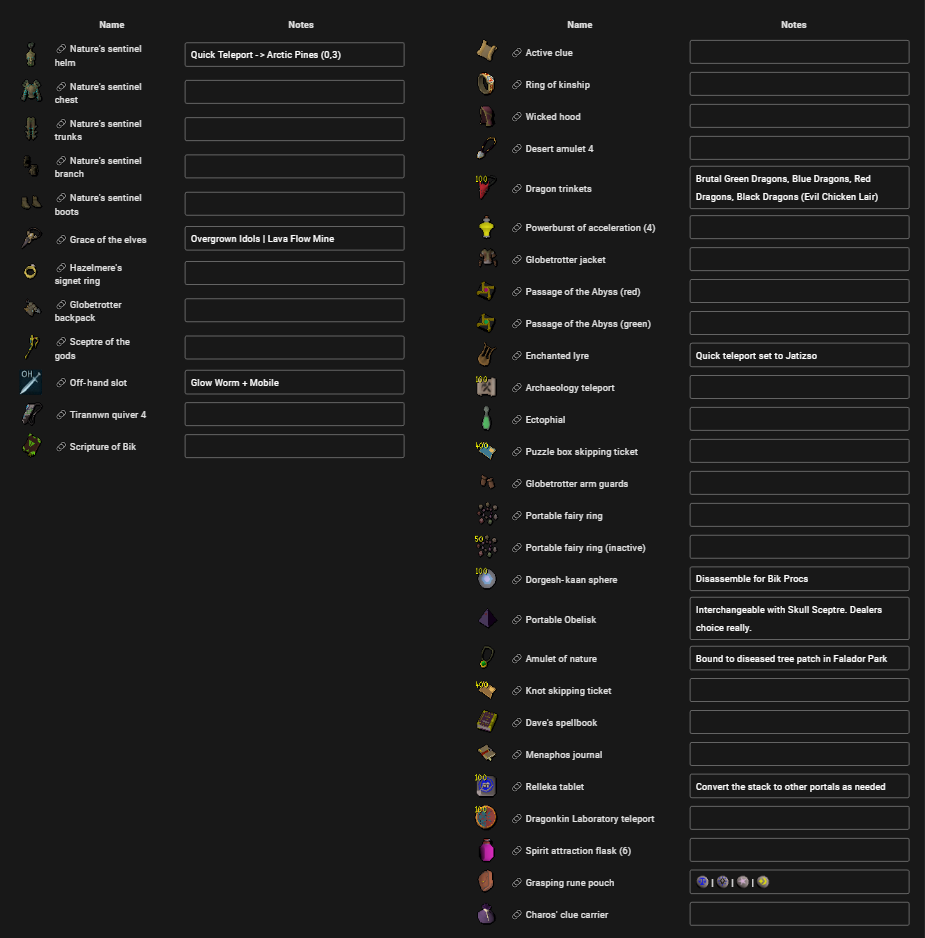 Name Notes
Nature's sentinel
helm
Quick Teleport -> Arctic Pines (0,3)
Nature's sentinel
chest
Nature's sentinel
trunks
Nature's sentinel
branch
Nature's sentinel
boots
Grace of the elves
Overgrown Idols | Lava Flow Mine
Hazelmere's
signet ring
Globetrotter
backpack
Sceptre of the
gods
OH
Off-hand slot
Glow Worm + Mobile
Tirannwn quiver 4
Scripture of Bik
Name Notes
Active clue
Ring of kinship
Wicked hood
Desert amulet 4
100
Dragon trinkets
Brutal Green Dragons, Blue Dragons, Red
Dragons, Black Dragons (Evil Chicken Lair)
Powerburst of acceleration (4)
Globetrotter jacket
Passage of the Abyss (red)
Passage of the Abyss (green)
Enchanted lyre
Quick teleport set to Jatizso
100
Archaeology teleport
Ectophial
400
Puzzle box skipping ticket
Globetrotter arm guards
Portable fairy ring
50
Portable fairy ring (inactive)
100
Dorgesh-kaan sphere
Disassemble for Bik Procs
Portable Obelisk
Interchangeable with Skull Sceptre. Dealers
choice really.
Amulet of nature
Bound to diseased tree patch in Falador Park
400
Knot skipping ticket
Dave's spellbook
Menaphos journal
100
Relleka tablet
Convert the stack to other portals as needed
100
Dragonkin Laboratory teleport
Spirit attraction flask (6)
Grasping rune pouch
| | |
Charos' clue carrier